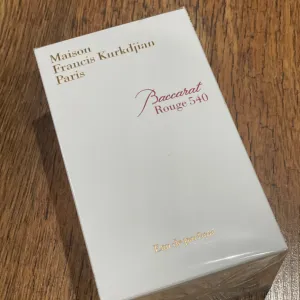 Maison
Francis Kurkdjian
Paris
Baccarat
Rouge 540
Eau de parfum